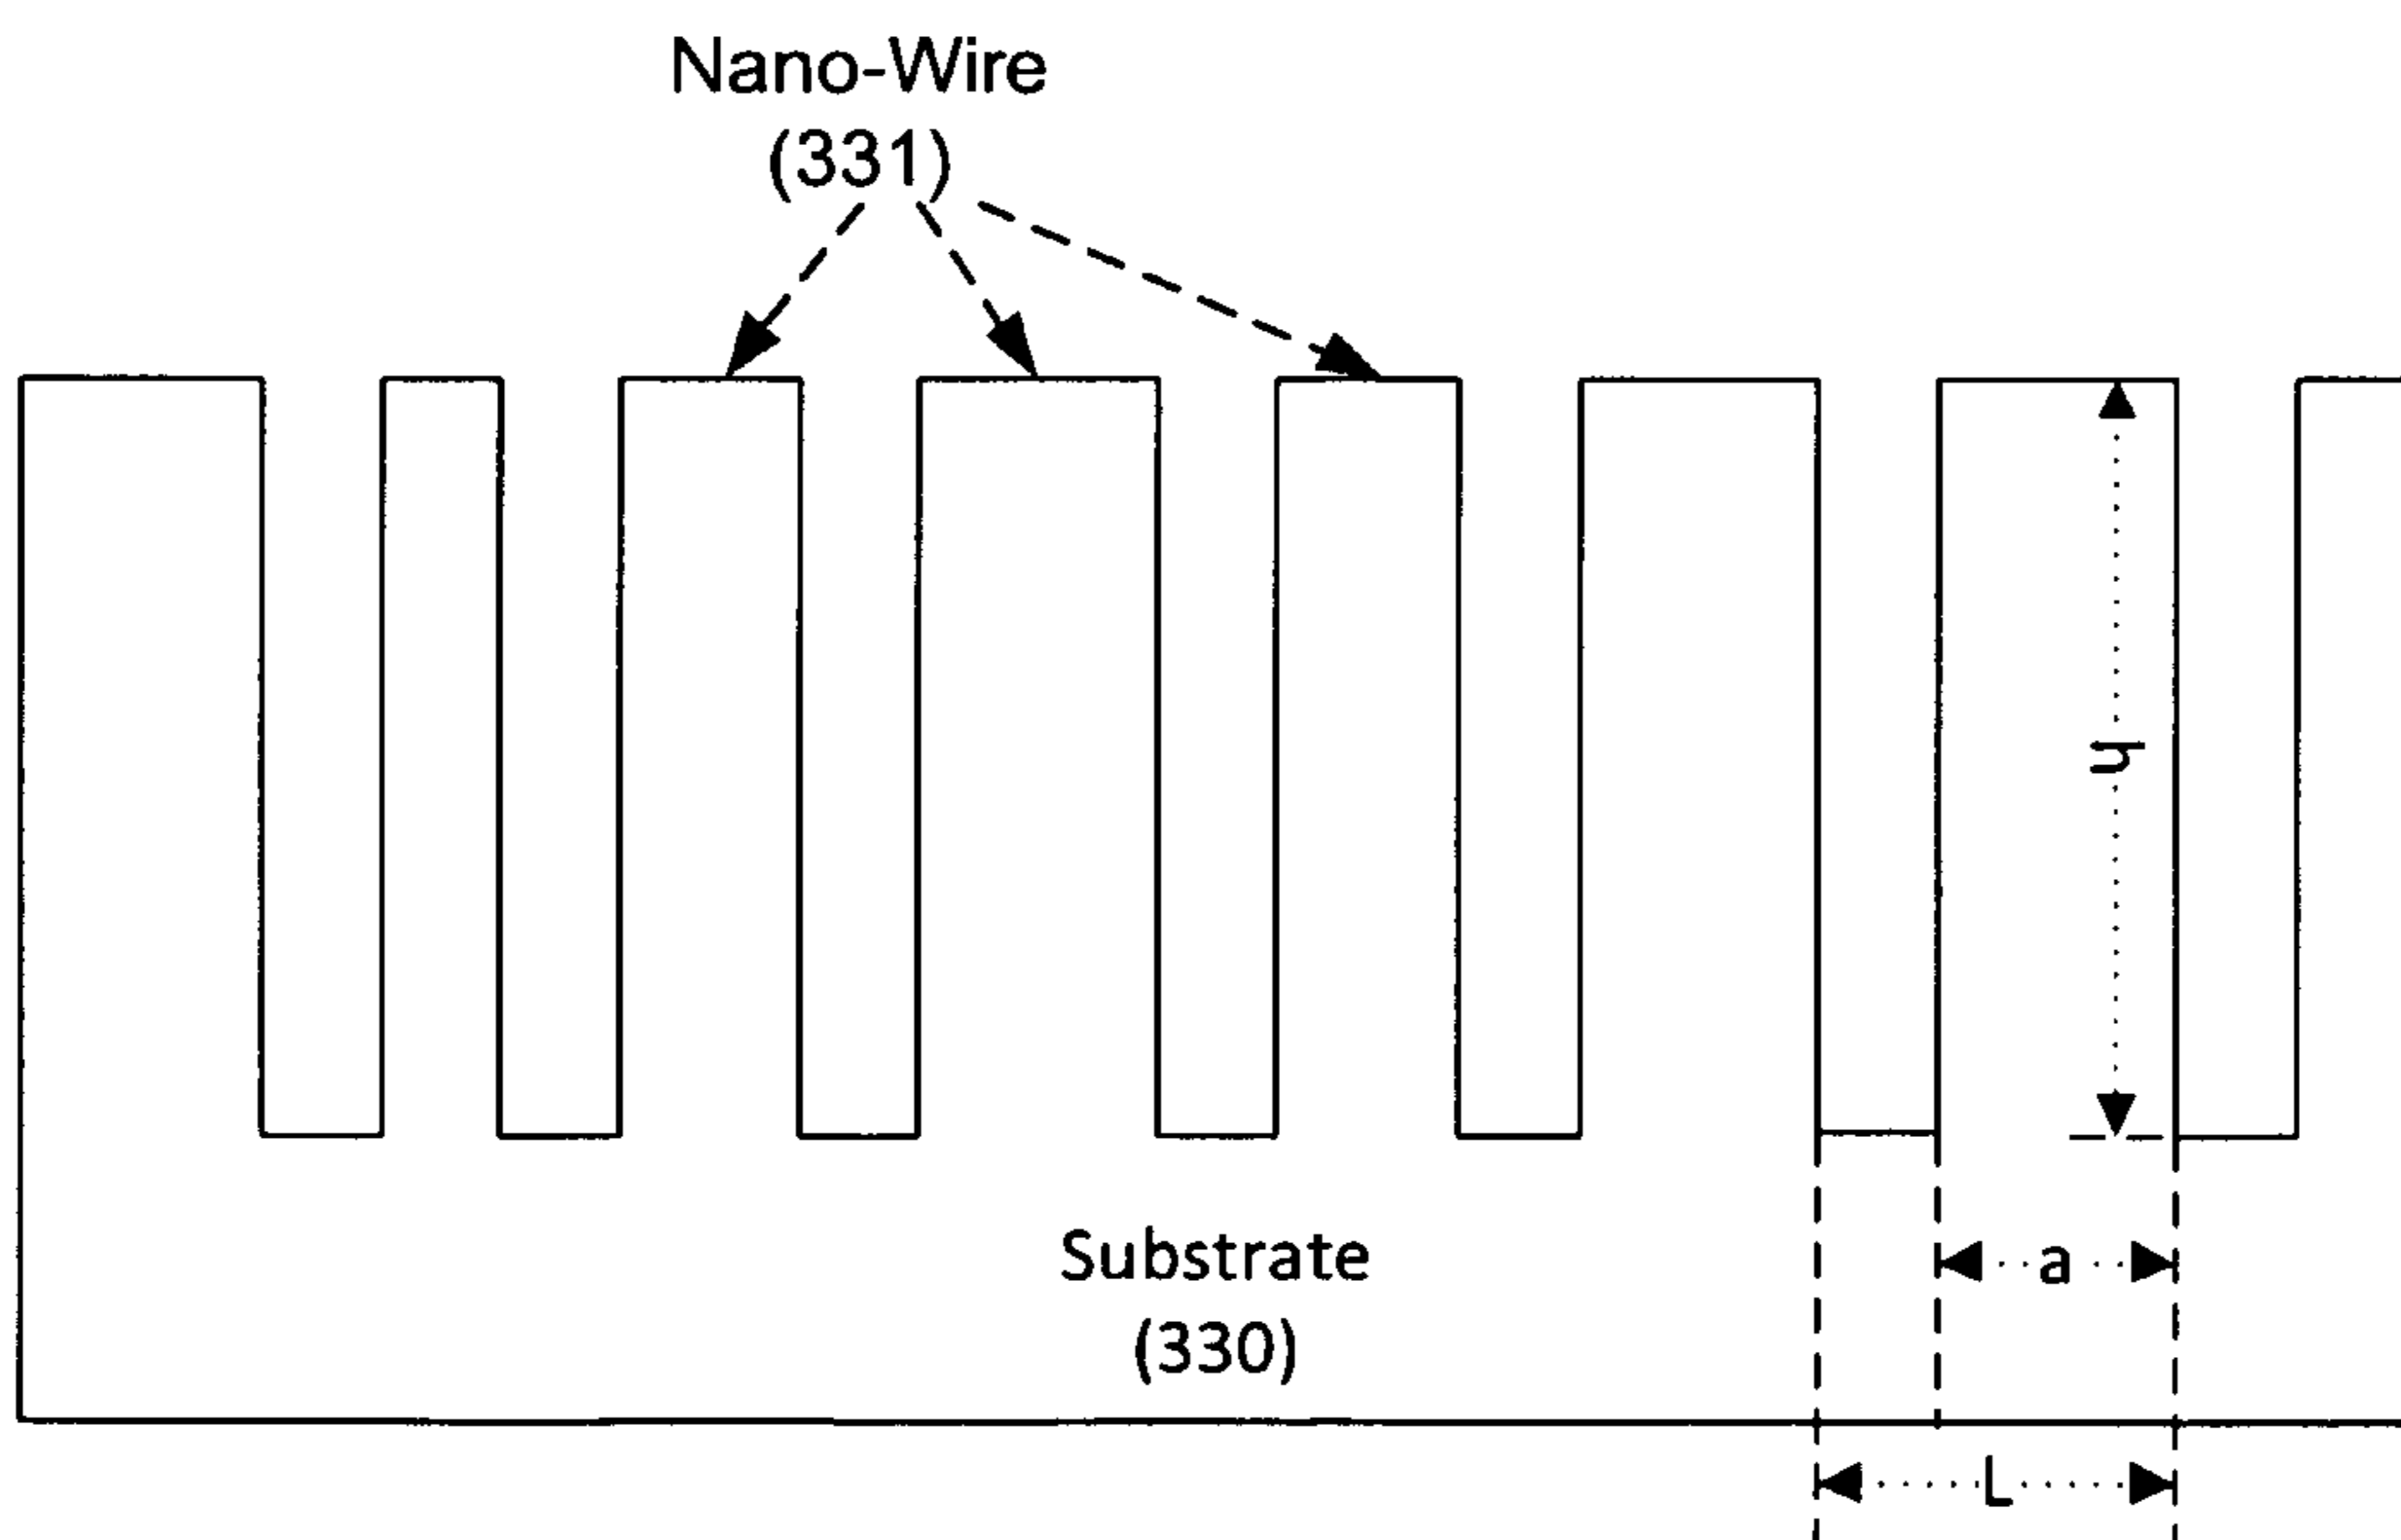 Nano-Wire
(331)
h
Substrate
(330)
a
L